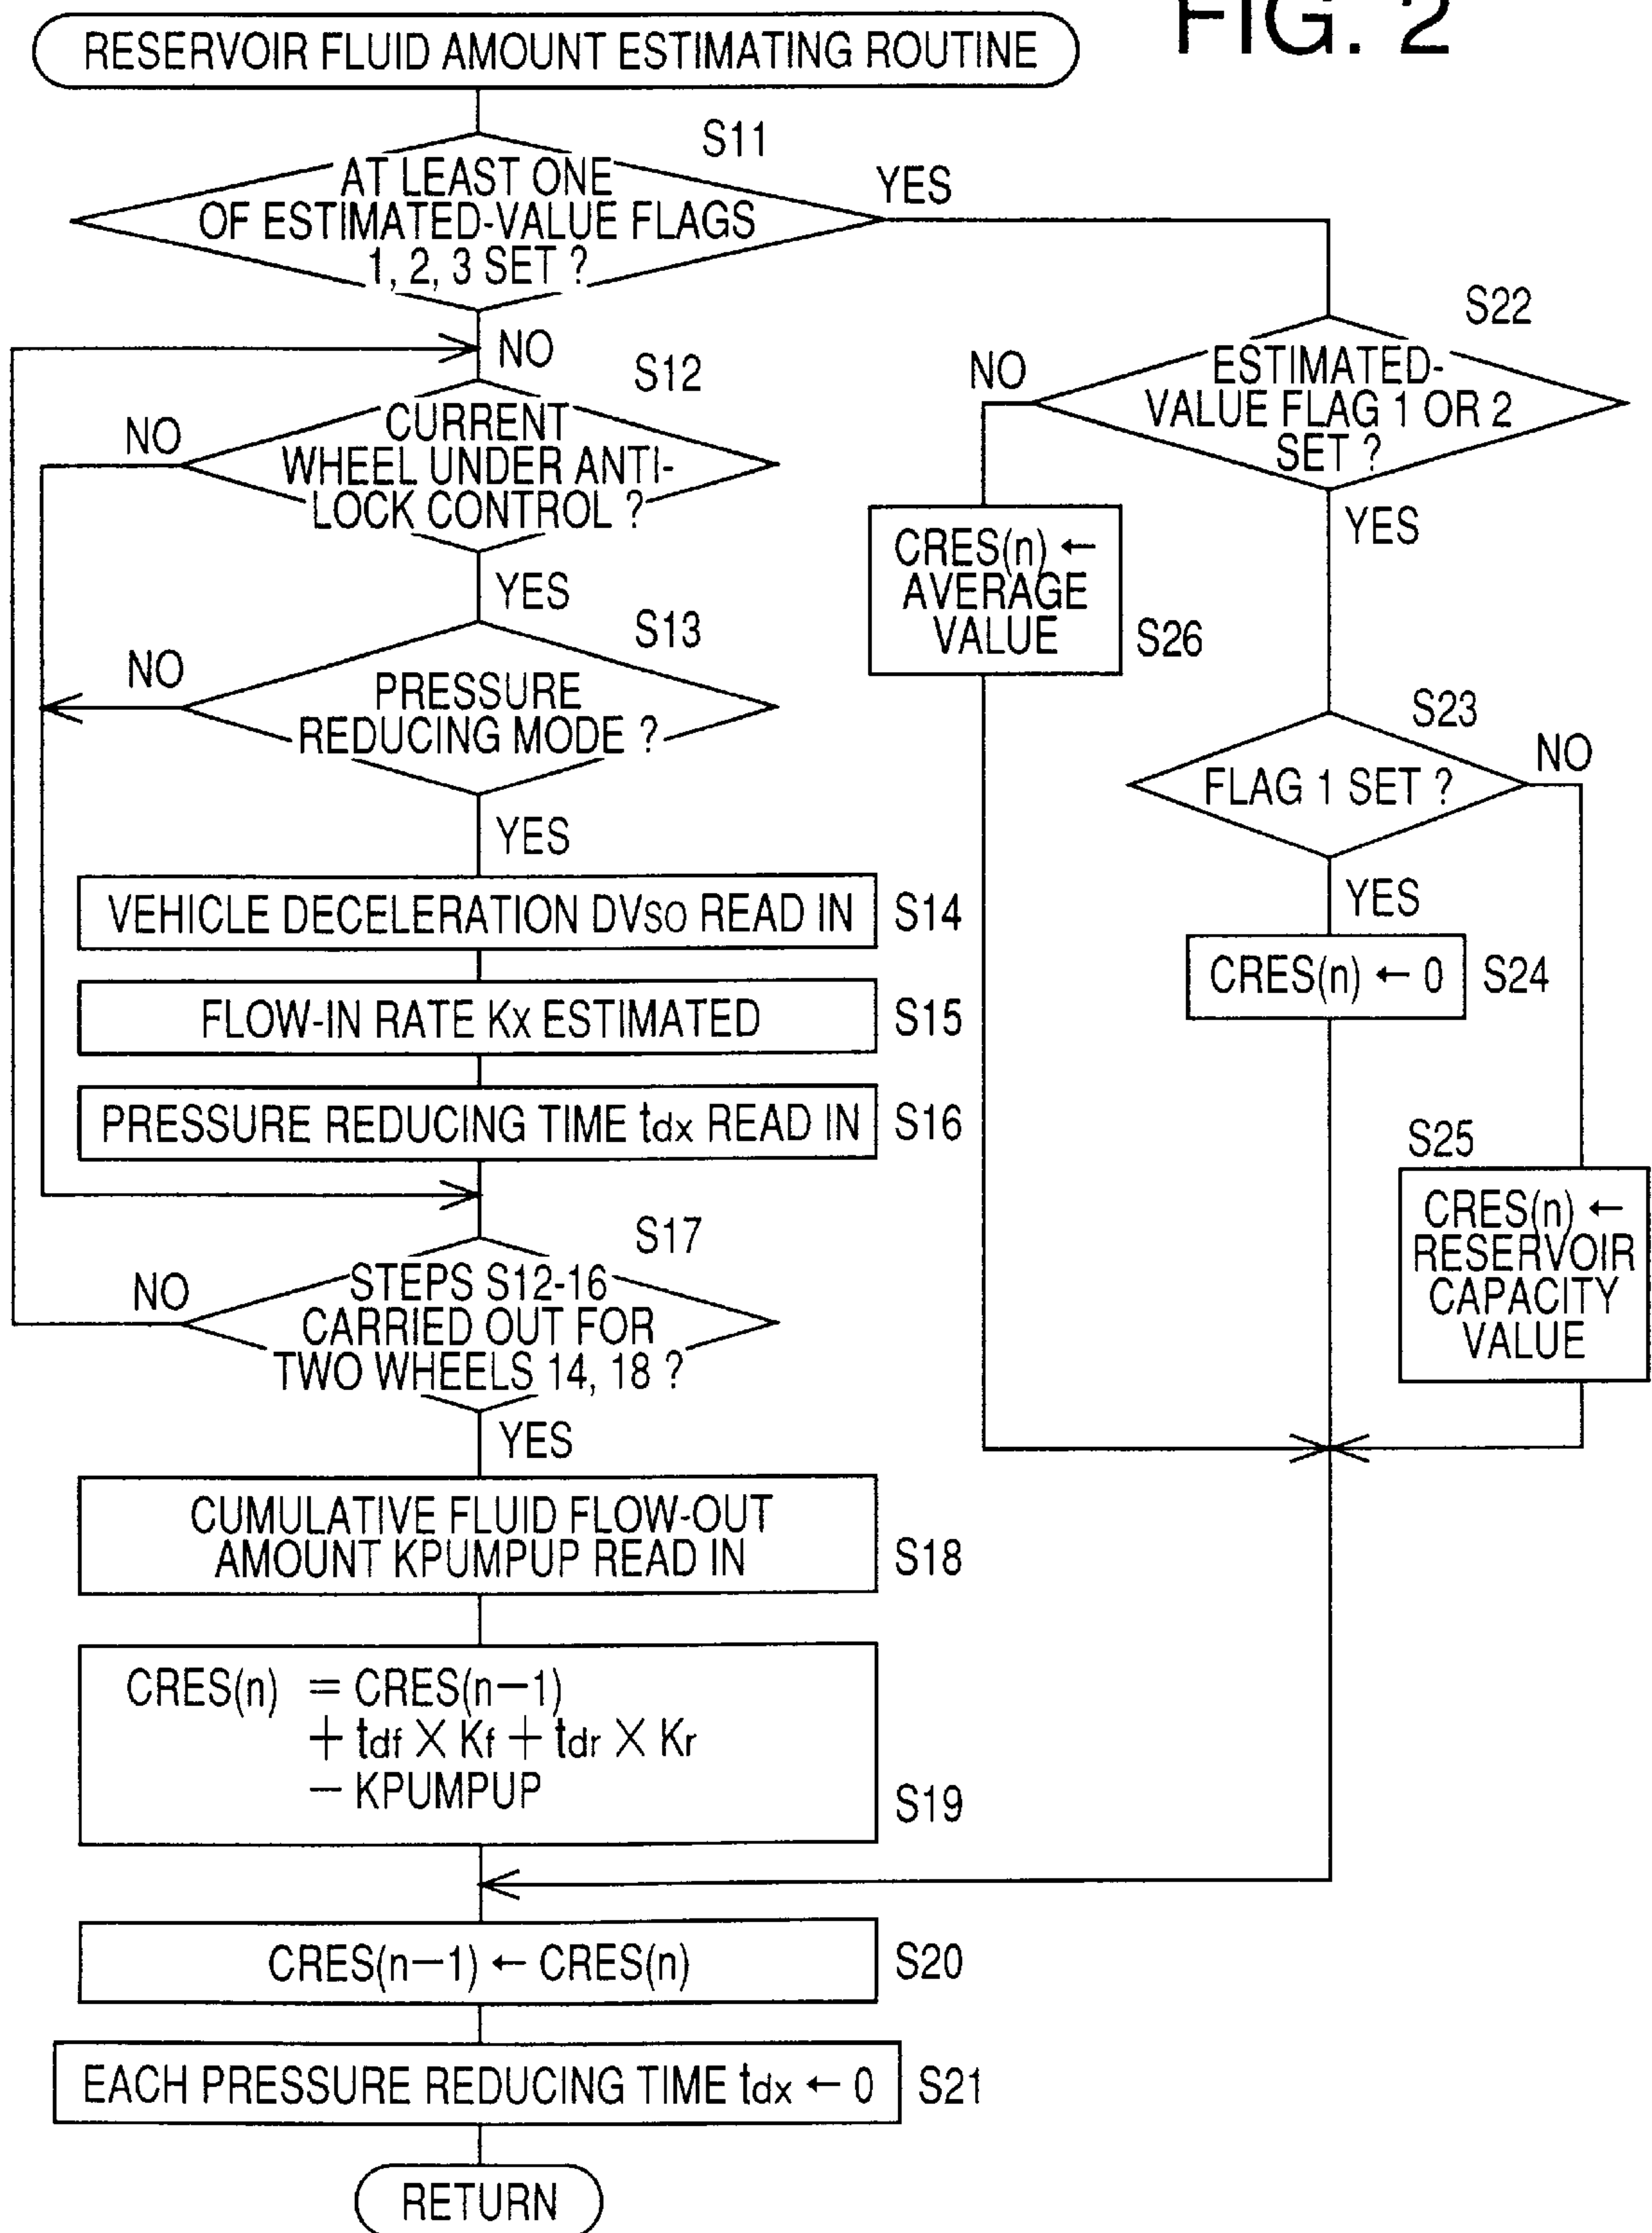 FIG. 2
RESERVOIR FLUID AMOUNT ESTIMATING ROUTINE
S11
AT LEAST ONE
OF ESTIMATED-VALUE FLAGS
1, 2, 3 SET ?
YES
NO
S12
CURRENT
WHEEL UNDER ANTI-
LOCK CONTROL ?
NO
YES
S13
PRESSURE
REDUCING MODE ?
NO
YES
VEHICLE DECELERATION DVSO READ IN
S14
FLOW-IN RATE Kx ESTIMATED
S15
PRESSURE REDUCING TIME tdx READ IN
S16
S17
STEPS S12-16
CARRIED OUT FOR
TWO WHEELS 14, 18 ?
NO
YES
CUMULATIVE FLUID FLOW-OUT
AMOUNT KPUMPUP READ IN
S18
CRES(n) = CRES(n−1)
+ tdf × Kf + tdr × Kr
− KPUMPUP
S19
CRES(n−1) ← CRES(n)
S20
EACH PRESSURE REDUCING TIME tdx ← 0
S21
RETURN
S22
ESTIMATED-
VALUE FLAG 1 OR 2
SET ?
NO
YES
CRES(n) ←
AVERAGE
VALUE
S26
S23
FLAG 1 SET ?
NO
YES
CRES(n) ← 0
S24
S25
CRES(n) ←
RESERVOIR
CAPACITY
VALUE